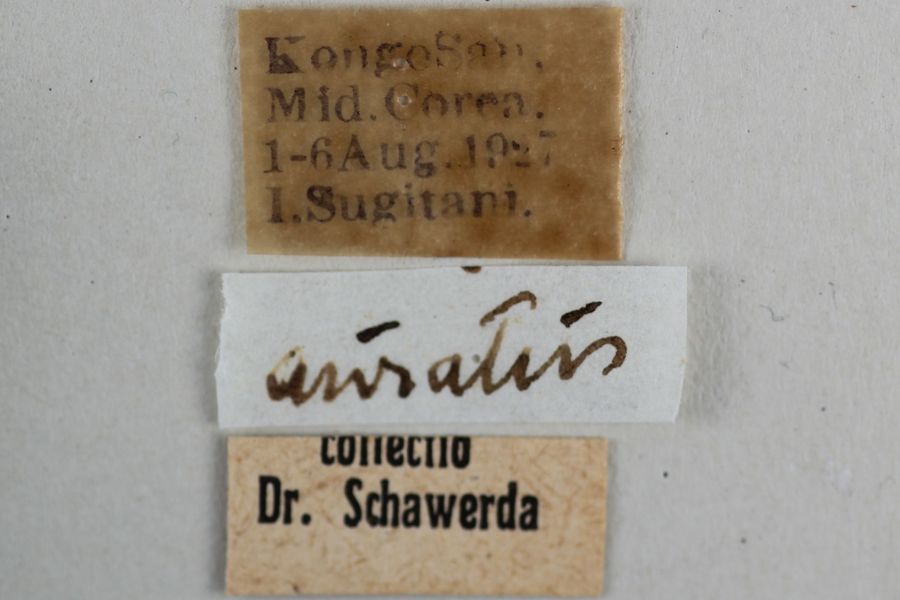 KongoSan.
Mid.Corea.
1-6Aug.1927
I.Sugitani.
auratus
collectio
Dr. Schawerda